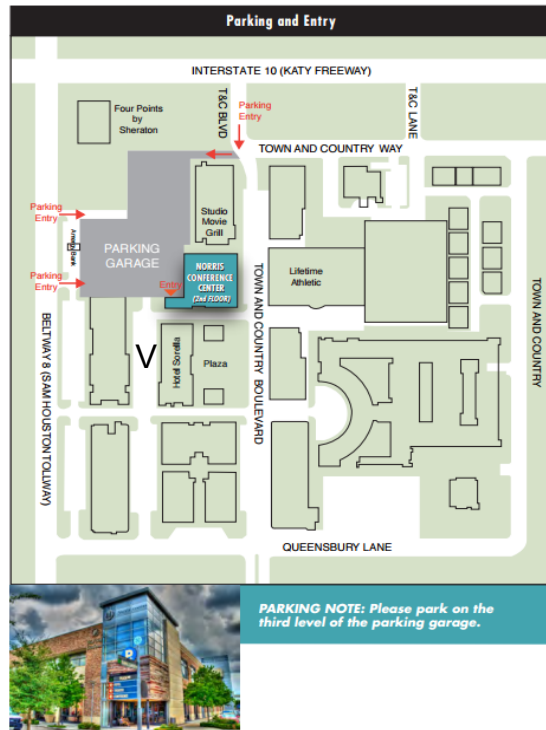 Parking and Entry
INTERSTATE 10 (KATY FREEWAY)
Four Points
by
Sheraton
T&C BLVD
Parking
Entry
T&C LANE
TOWN AND COUNTRY WAY
Parking
Entry
Studio
Movie
Grill
Amegy Bank
PARKING
GARAGE
NORRIS
CONFERENCE
CENTER
(2nd FLOOR)
Entry
Parking
Entry
Lifetime
Athletic
TOWN AND COUNTRY BOULEVARD
TOWN AND COUNTRY
BELTWAY 8 (SAM HOUSTON TOLLWAY)
V
Hotel Sorella
Plaza
QUEENSBURY LANE
PARKING NOTE: Please park on the
third level of the parking garage.